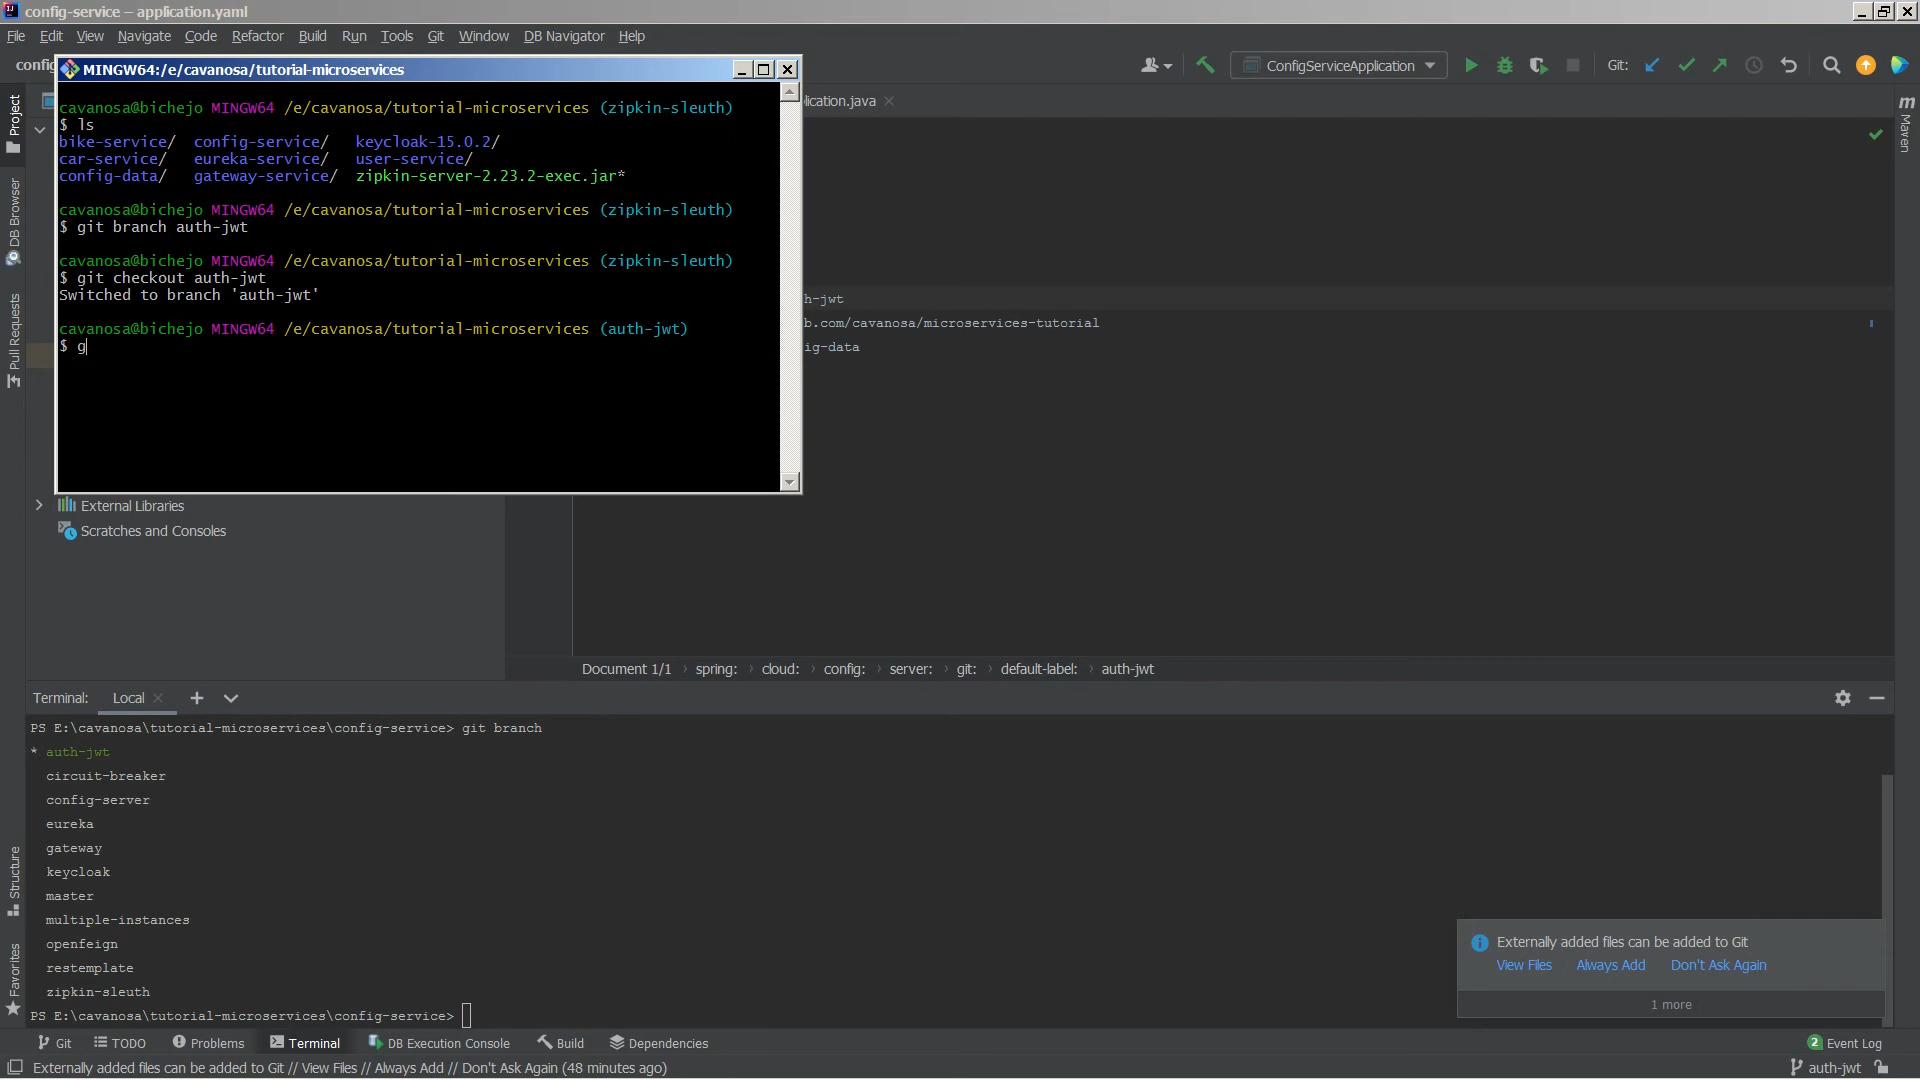 config-service – application.yaml
File Edit View Navigate Code Refactor Build Run Tools Git Window DB Navigator Help
config
MINGW64:/e/cavanosa/tutorial-microservices
ConfigServiceApplication
Git:
lication.java
cavanosa@bichejo MINGW64 /e/cavanosa/tutorial-microservices (zipkin-sleuth)
$ ls
bike-service/ config-service/ keycloak-15.0.2/
car-service/ eureka-service/ user-service/
config-data/ gateway-service/ zipkin-server-2.23.2-exec.jar*
cavanosa@bichejo MINGW64 /e/cavanosa/tutorial-microservices (zipkin-sleuth)
$ git branch auth-jwt
cavanosa@bichejo MINGW64 /e/cavanosa/tutorial-microservices (zipkin-sleuth)
$ git checkout auth-jwt
Switched to branch 'auth-jwt'
cavanosa@bichejo MINGW64 /e/cavanosa/tutorial-microservices (auth-jwt)
$ g
h-jwt
b.com/cavanosa/microservices-tutorial
ig-data
Project
DB Browser
Pull Requests
Structure
Favorites
Maven
External Libraries
Scratches and Consoles
Document 1/1 › spring: › cloud: › config: › server: › git: › default-label: › auth-jwt
Terminal: Local
PS E:\cavanosa\tutorial-microservices\config-service> git branch
* auth-jwt
circuit-breaker
config-server
eureka
gateway
keycloak
master
multiple-instances
openfeign
restemplate
zipkin-sleuth
PS E:\cavanosa\tutorial-microservices\config-service>
Externally added files can be added to Git
View Files Always Add Don't Ask Again
1 more
Git TODO Problems Terminal DB Execution Console Build Dependencies
2 Event Log
Externally added files can be added to Git // View Files // Always Add // Don't Ask Again (48 minutes ago)
auth-jwt